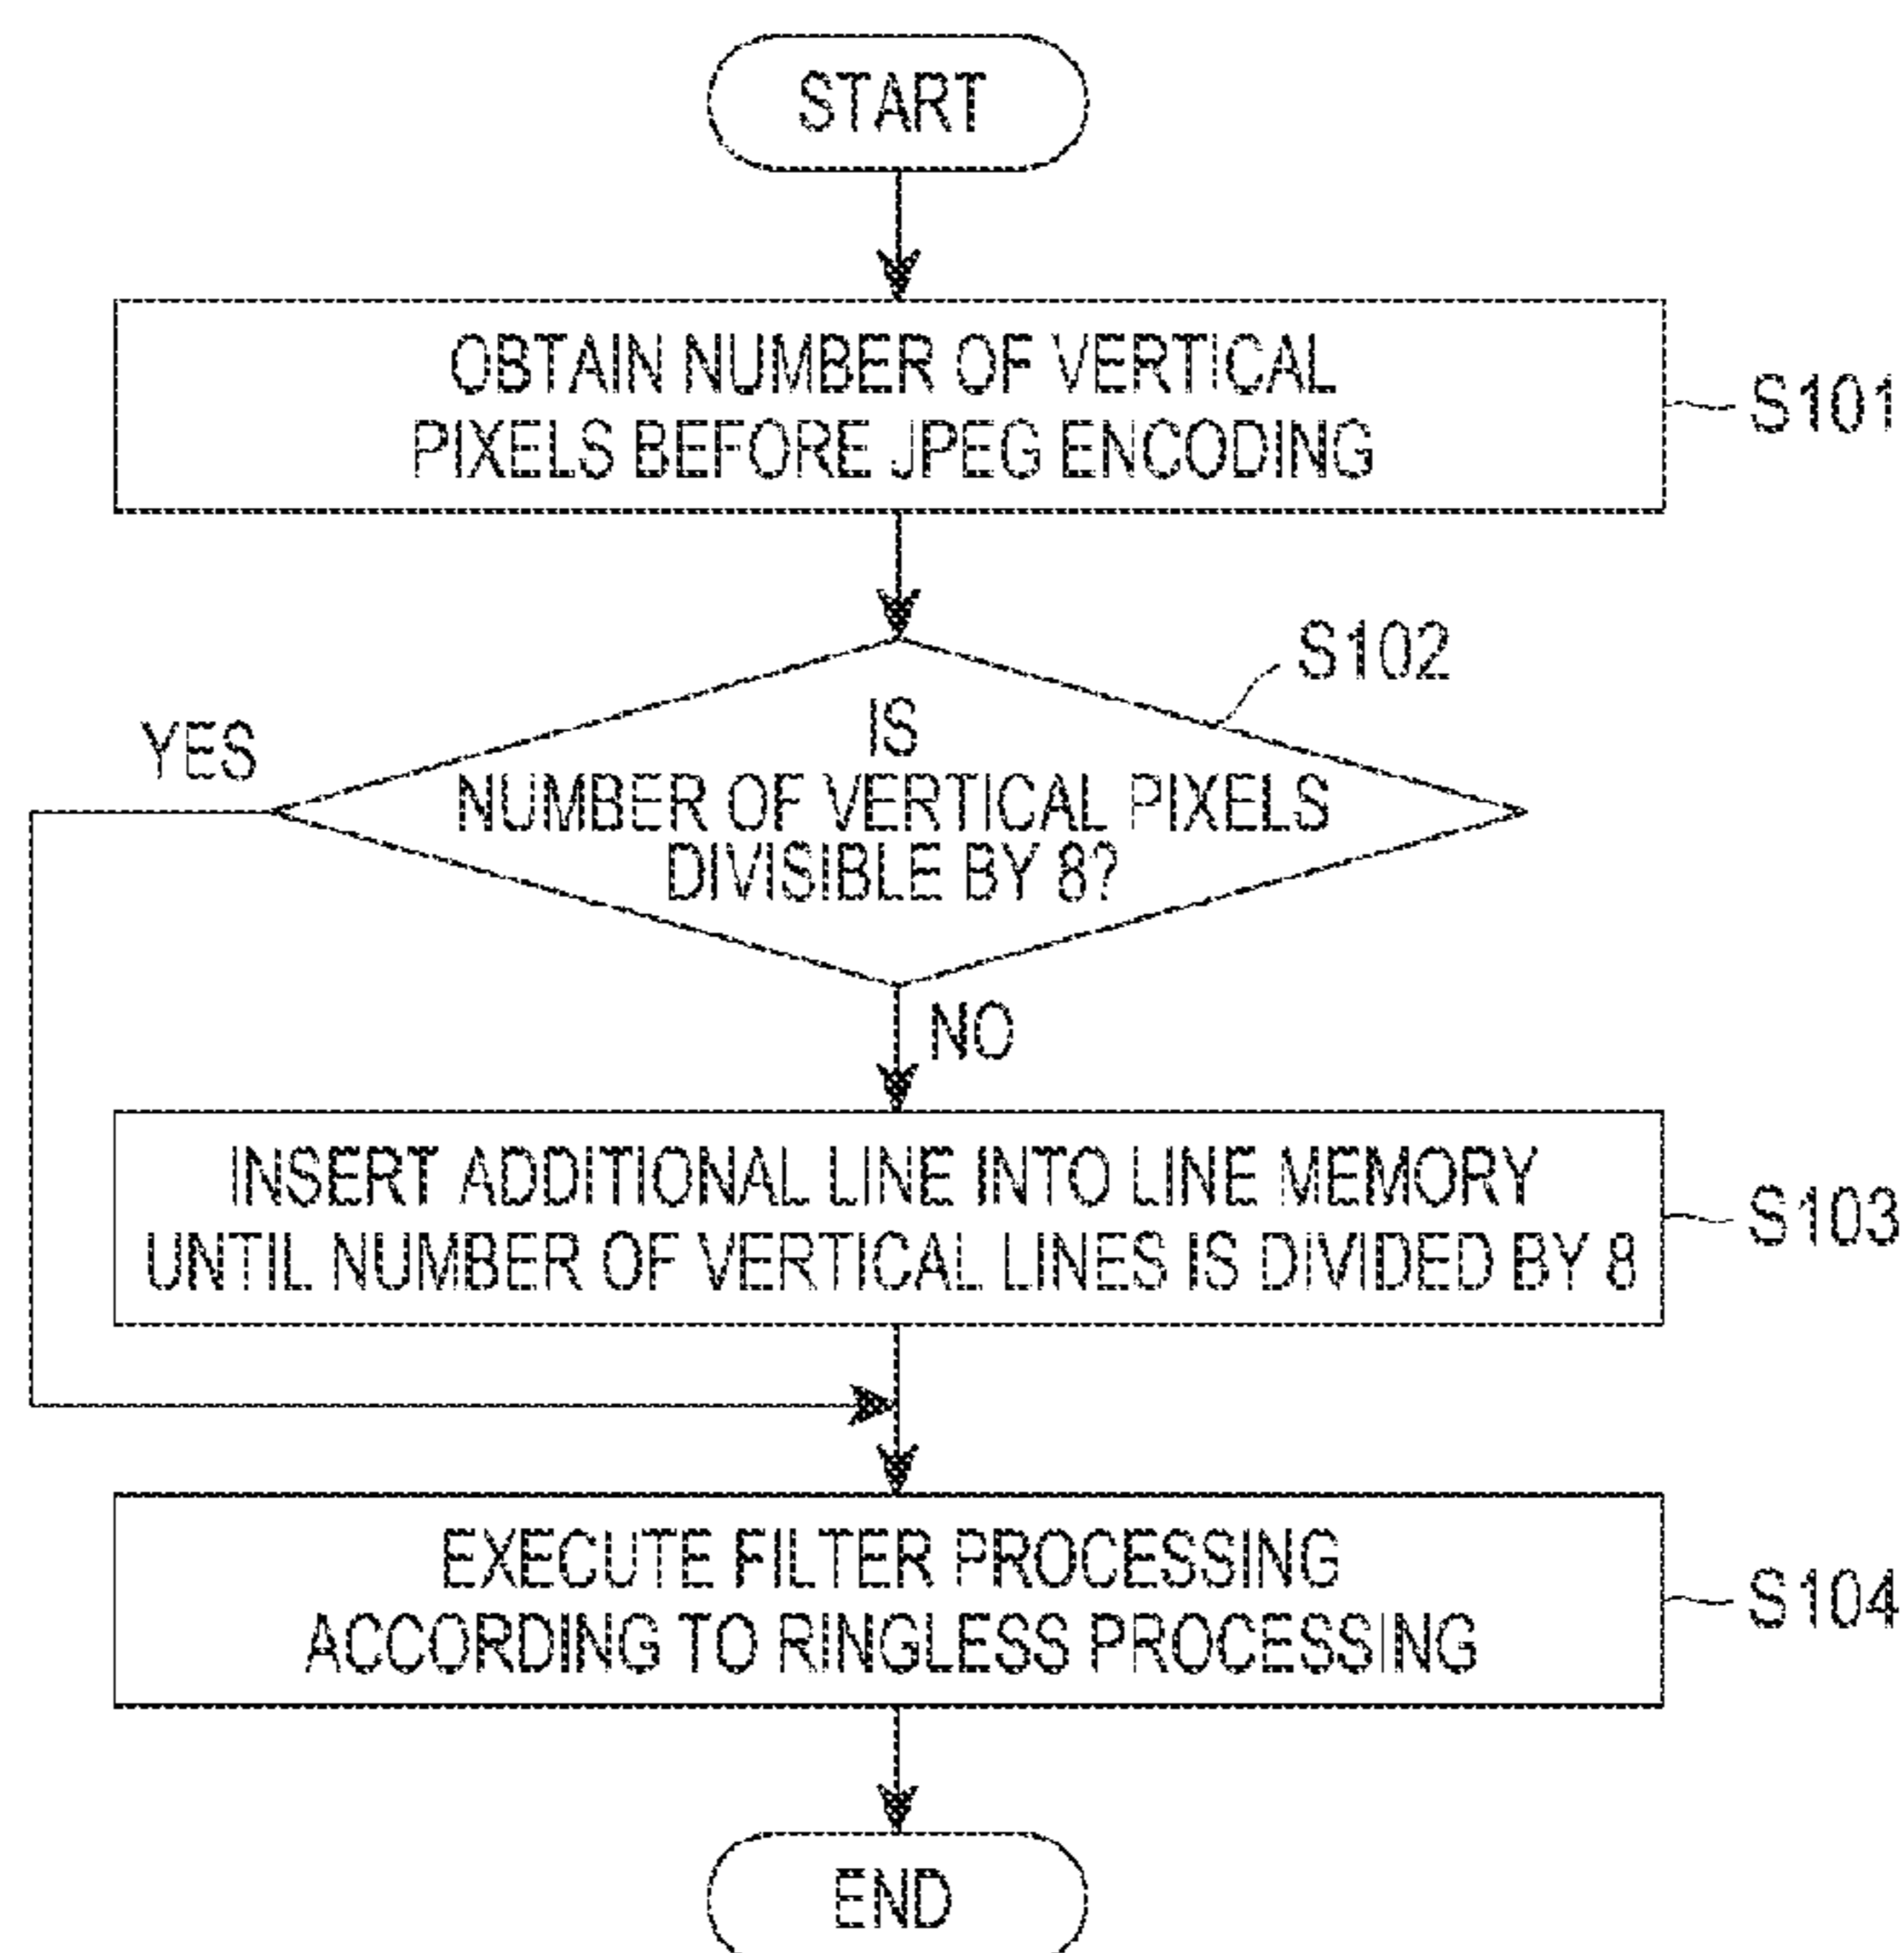 START
OBTAIN NUMBER OF VERTICAL
PIXELS BEFORE JPEG ENCODING
S101
S102
YES
IS
NUMBER OF VERTICAL PIXELS
DIVISIBLE BY 8?
NO
INSERT ADDITIONAL LINE INTO LINE MEMORY
UNTIL NUMBER OF VERTICAL LINES IS DIVIDED BY 8
S103
EXECUTE FILTER PROCESSING
ACCORDING TO RINGLESS PROCESSING
S104
END